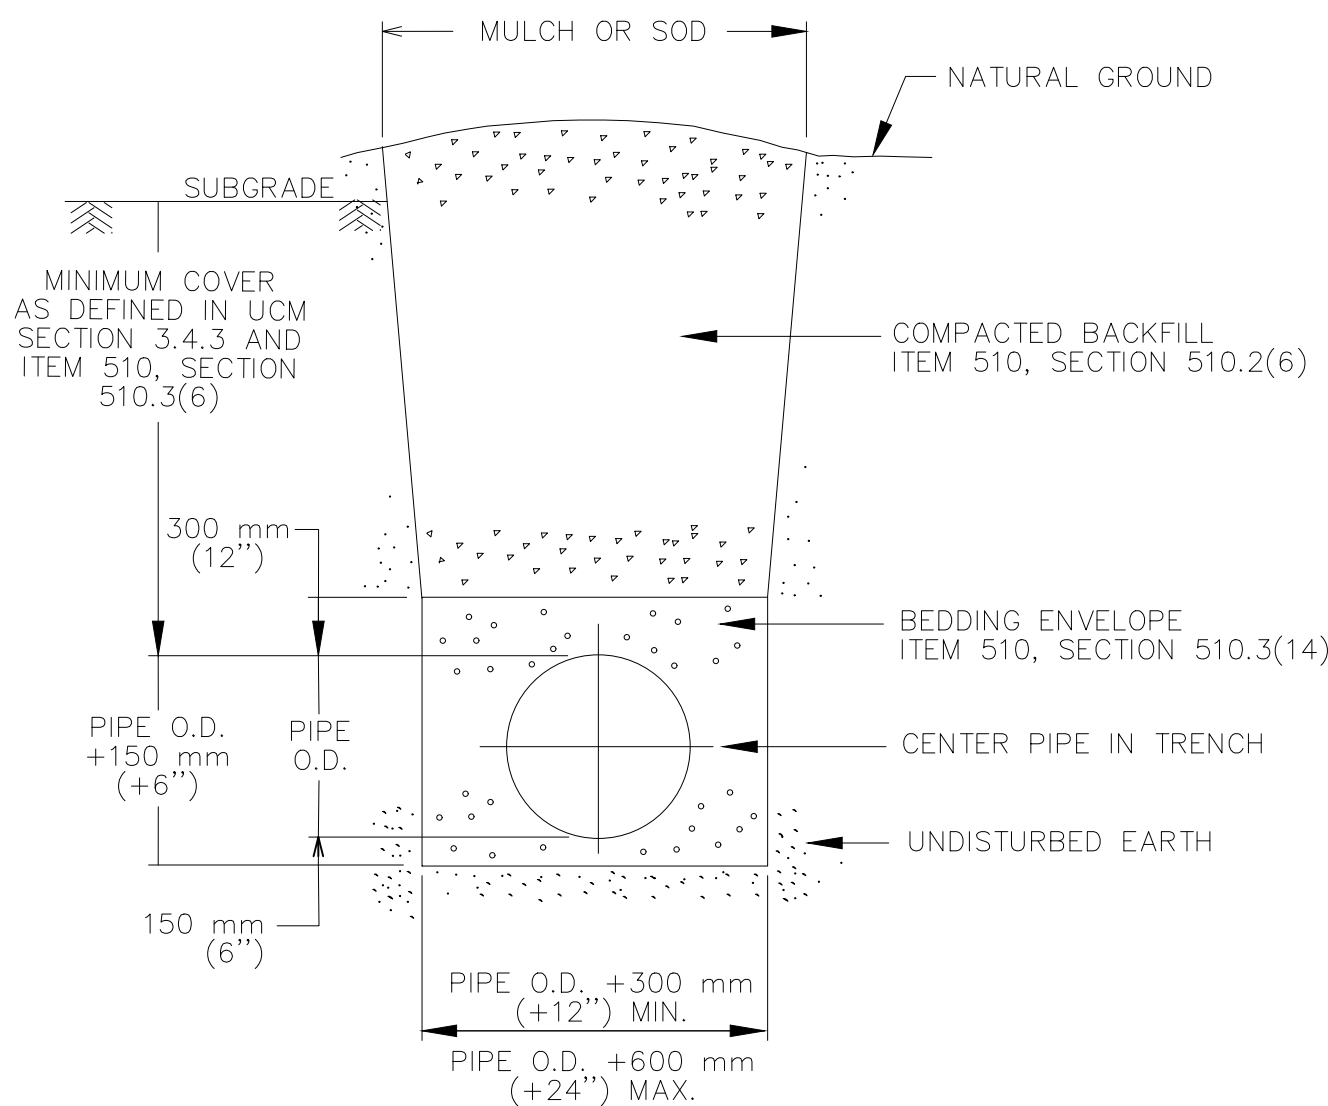 MULCH OR SOD
NATURAL GROUND
SUBGRADE
MINIMUM COVER
AS DEFINED IN UCM
SECTION 3.4.3 AND
ITEM 510, SECTION
510.3(6)
COMPACTED BACKFILL
ITEM 510, SECTION 510.2(6)
300 mm
(12")
BEDDING ENVELOPE
ITEM 510, SECTION 510.3(14)
PIPE O.D.
+150 mm
(+6")
PIPE
O.D.
CENTER PIPE IN TRENCH
UNDISTURBED EARTH
150 mm
(6")
PIPE O.D. +300 mm
(+12") MIN.
PIPE O.D. +600 mm
(+24") MAX.